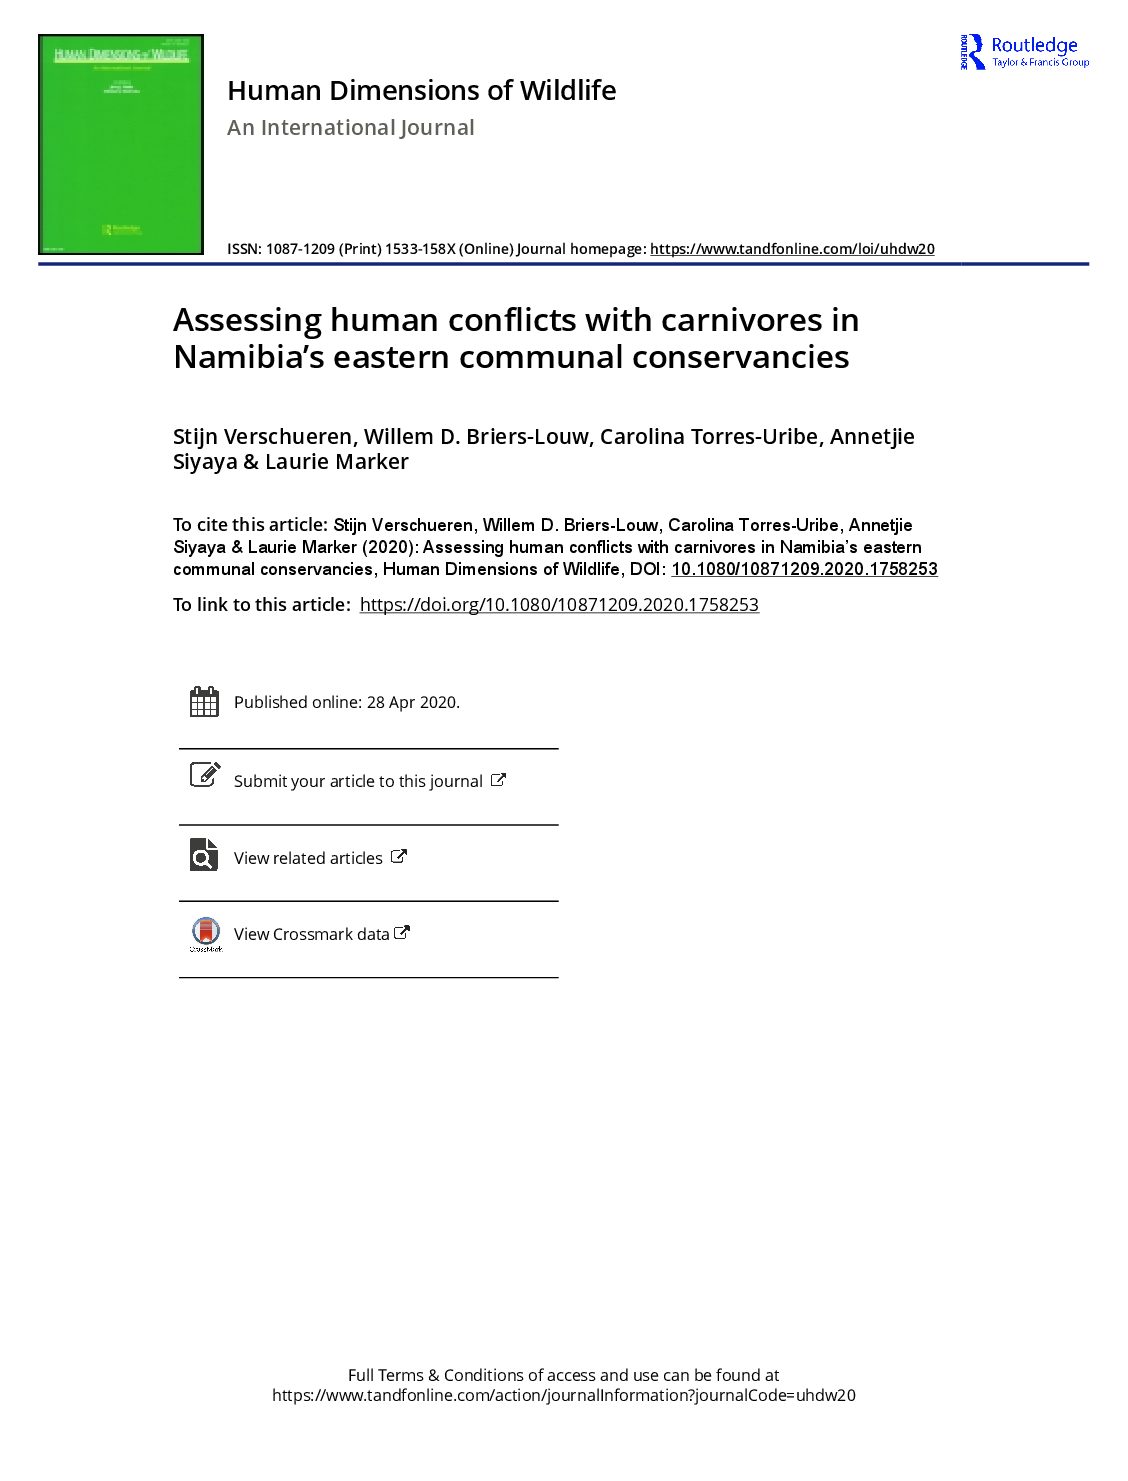 HUMAN DIMENSIONS OF WILDLIFE
Routledge
ROUTLEDGE
Routledge
Taylor & Francis Group
Human Dimensions of Wildlife
An International Journal
ISSN: 1087-1209 (Print) 1533-158X (Online) Journal homepage: https://www.tandfonline.com/loi/uhdw20
Assessing human conflicts with carnivores in
Namibia’s eastern communal conservancies
Stijn Verschueren, Willem D. Briers-Louw, Carolina Torres-Uribe, Annetjie
Siyaya & Laurie Marker
To cite this article: Stijn Verschueren, Willem D. Briers-Louw, Carolina Torres-Uribe, Annetjie
Siyaya & Laurie Marker (2020): Assessing human conflicts with carnivores in Namibia’s eastern
communal conservancies, Human Dimensions of Wildlife, DOI: 10.1080/10871209.2020.1758253
To link to this article: https://doi.org/10.1080/10871209.2020.1758253
Published online: 28 Apr 2020.
Submit your article to this journal
View related articles
View Crossmark data
CrossMark
Full Terms & Conditions of access and use can be found at
https://www.tandfonline.com/action/journalInformation?journalCode=uhdw20